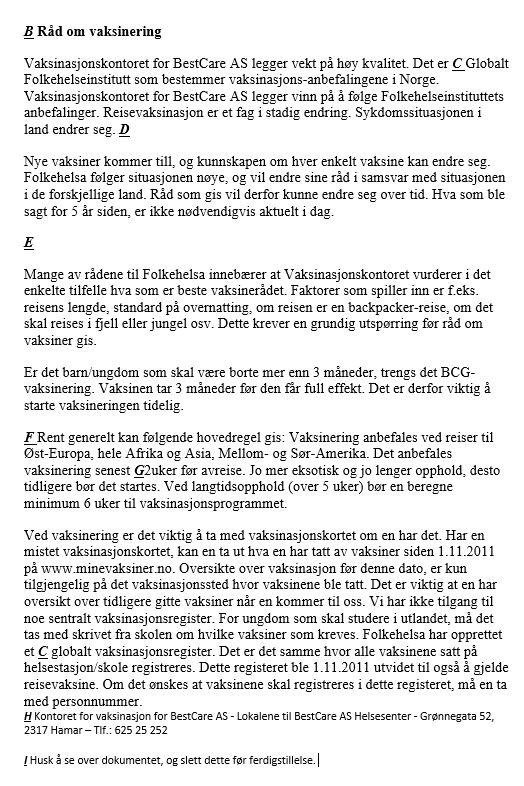 B Råd om vaksinering
Vaksinasjonskontoret for BestCare AS legger vekt på høy kvalitet. Det er C Globalt
Folkehelseinstitutt som bestemmer vaksinasjons-anbefalingene i Norge.
Vaksinasjonskontoret for BestCare AS legger vinn på å følge Folkehelseinstituttets
anbefalinger. Reisevaksinasjon er et fag i stadig endring. Sykdomssituasjonen i
land endrer seg. D
Nye vaksiner kommer til, og kunnskapen om hver enkelt vaksine kan endre seg.
Folkehelsa følger situasjonen nøye, og vil endre sine råd i samsvar med situasjonen
i de forskjellige land. Råd som gis vil derfor kunne endre seg over tid. Hva som ble
sagt for 5 år siden, er ikke nødvendigvis aktuelt i dag.
E
Mange av rådene til Folkehelsa innebærer at Vaksinasjonskontoret vurderer i det
enkelte tilfelle hva som er beste vaksinerådet. Faktorer som spiller inn er f.eks.
reisens lengde, standard på overnatting, om reisen er en backpacker-reise, om det
skal reises i fjell eller jungel osv. Dette krever en grundig utspørring før råd om
vaksiner gis.
Er det barn/ungdom som skal være borte mer enn 3 måneder, trengs det BCG-
vaksinering. Vaksinen tar 3 måneder før den får full effekt. Det er derfor viktig å
starte vaksineringen tidelig.
F Rent generelt kan følgende hovedregel gis: Vaksinering anbefales ved reiser til
Øst-Europa, hele Afrika og Asia, Mellom- og Sør-Amerika. Det anbefales
vaksinering senest G2uker før avreise. Jo mer eksotisk og jo lenger opphold, desto
tidligere bør det startes. Ved langtidsopphold (over 5 uker) bør en beregne
minimum 6 uker til vaksinasjonsprogrammet.
Ved vaksinering er det viktig å ta med vaksinasjonskortet om en har det. Har en
mistet vaksinasjonskortet, kan en ta ut hva en har tatt av vaksiner siden 1.11.2011
på www.minevaksiner.no. Oversikte over vaksinasjon før denne dato, er kun
tilgjengelig på det vaksinasjonssted hvor vaksinene ble tatt. Det er viktig at en har
oversikt over tidligere gitte vaksiner når en kommer til oss. Vi har ikke tilgang til
noe sentralt vaksinasjonsregister. For ungdom som skal studere i utlandet, må det
tas med skrivet fra skolen om hvilke vaksiner som kreves. Folkehelsa har opprettet
et C globalt vaksinasjonsregister. Det er det samme hvor alle vaksinene satt på
helsestasjon/skole registreres. Dette registeret ble 1.11.2011 utvidet til også å gjelde
reisevaksine. Om det ønskes at vaksinene skal registreres i dette registeret, må en ta
med personnummer.
H Kontoret for vaksinasjon for BestCare AS - Lokalene til BestCare AS Helsesenter - Grønnegata 52,
2317 Hamar – Tlf.: 625 25 252
I Husk å se over dokumentet, og slett dette før ferdigstillelse.